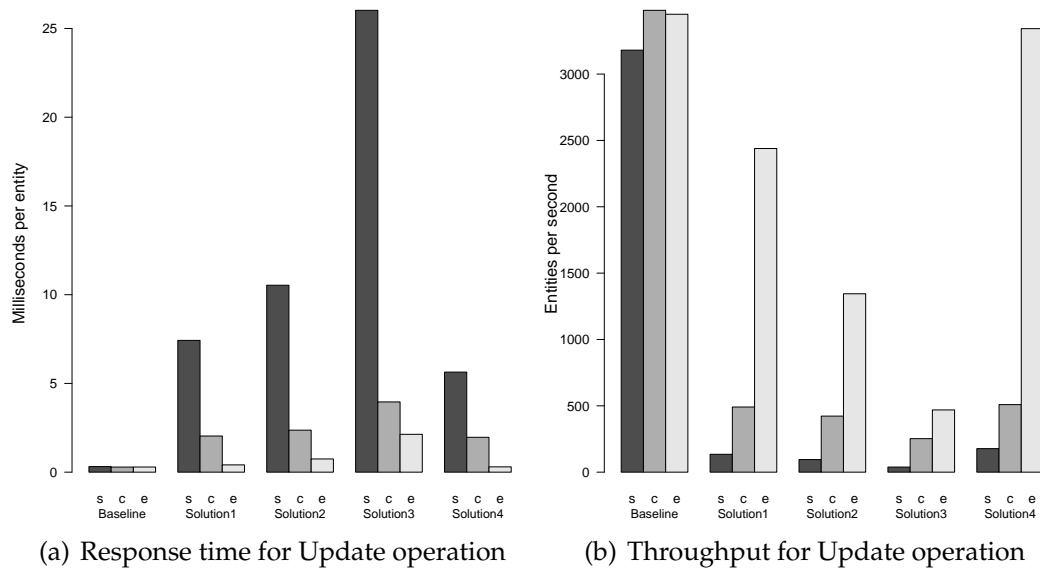 25
20
15
10
5
0
Milliseconds per entity
s c e s c e s c e s c e s c e
Baseline Solution1 Solution2 Solution3 Solution4
(a) Response time for Update operation
3000
2500
2000
1500
1000
500
0
Entities per second
s c e s c e s c e s c e s c e
Baseline Solution1 Solution2 Solution3 Solution4
(b) Throughput for Update operation